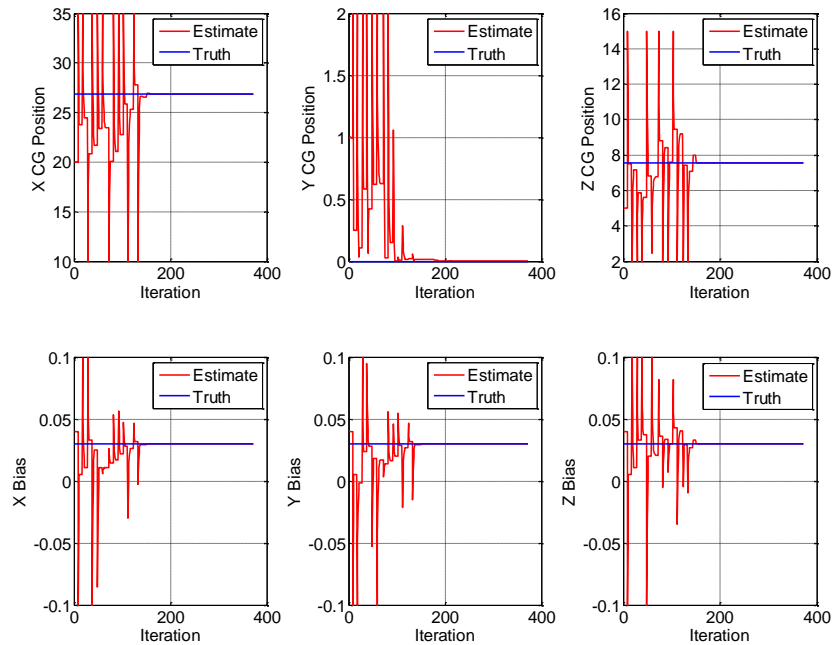 35
30
25
20
15
10
X CG Position
0
200
400
Iteration
Estimate
Truth
2
1.5
1
0.5
0
Y CG Position
0
200
400
Iteration
Estimate
Truth
16
14
12
10
8
6
4
2
Z CG Position
0
200
400
Iteration
Estimate
Truth
0.1
0.05
0
-0.05
-0.1
X Bias
0
200
400
Iteration
Estimate
Truth
0.1
0.05
0
-0.05
-0.1
Y Bias
0
200
400
Iteration
Estimate
Truth
0.1
0.05
0
-0.05
-0.1
Z Bias
0
200
400
Iteration
Estimate
Truth